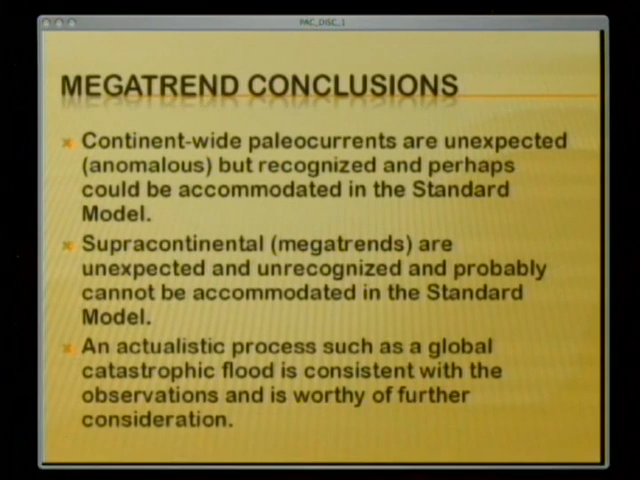 PAC_DISC_1
MEGATREND CONCLUSIONS
Continent-wide paleocurrents are unexpected
(anomalous) but recognized and perhaps
could be accommodated in the Standard
Model.
Supracontinental (megatrends) are
unexpected and unrecognized and probably
cannot be accommodated in the Standard
Model.
An actualistic process such as a global
catastrophic flood is consistent with the
observations and is worthy of further
consideration.